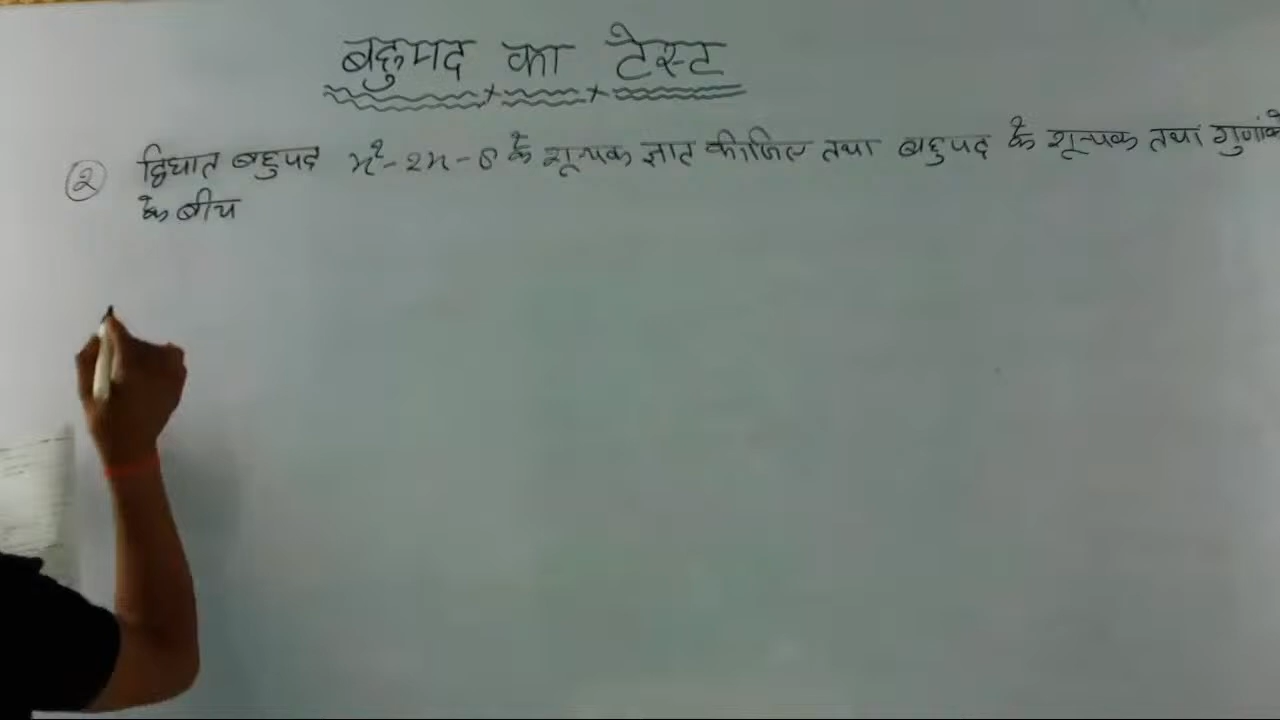 बहुपद का टेस्ट
② द्विघात बहुपद x²-2x-8 के शून्यक ज्ञात कीजिए तथा बहुपद के शून्यक तथा गुणांको
के बीच